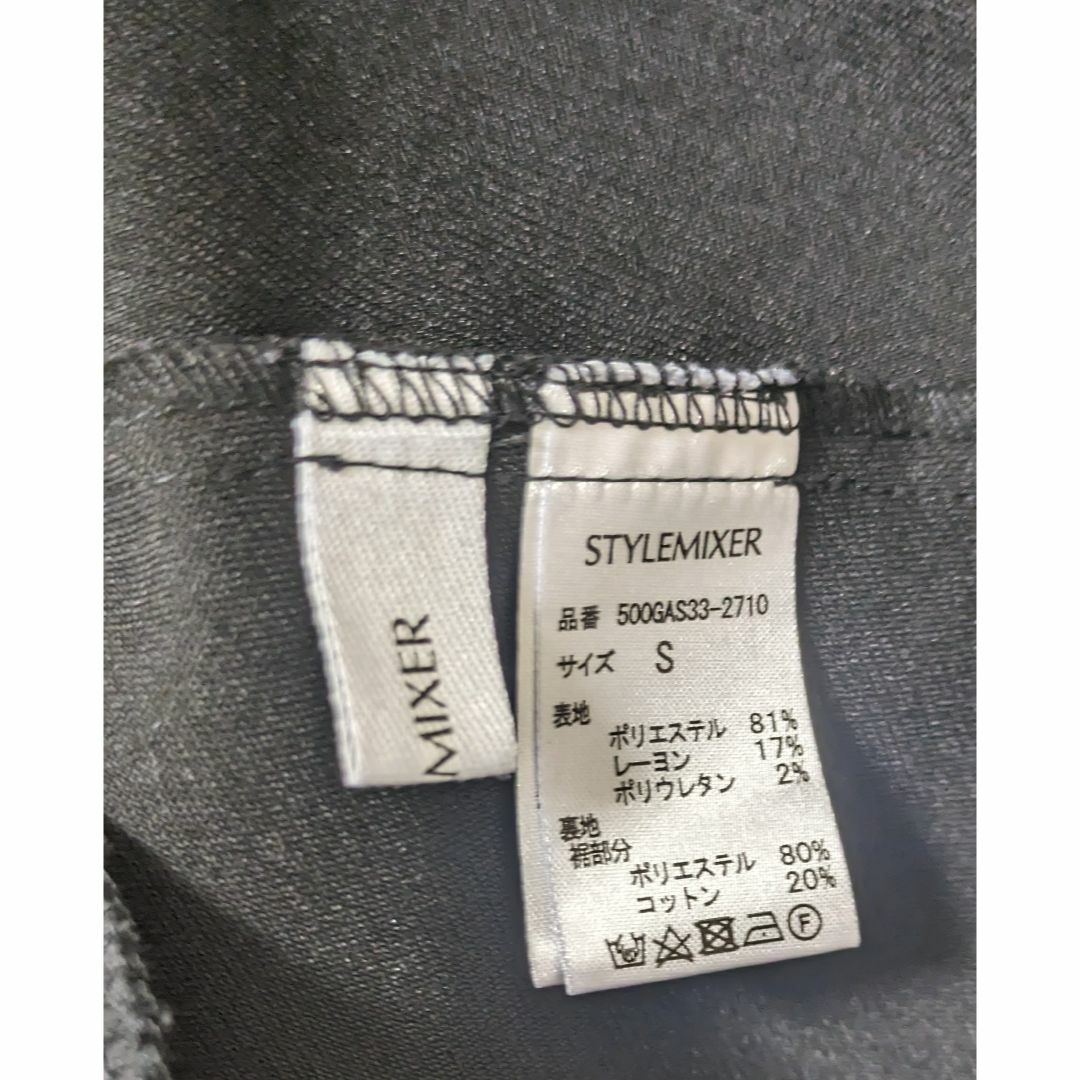 MIXER
STYLEMIXER
品番 500GAS33-2710
サイズ S
表地
ポリエステル 81%
レーヨン 17%
ポリウレタン 2%
裏地
裾部分
ポリエステル 80%
コットン 20%
F